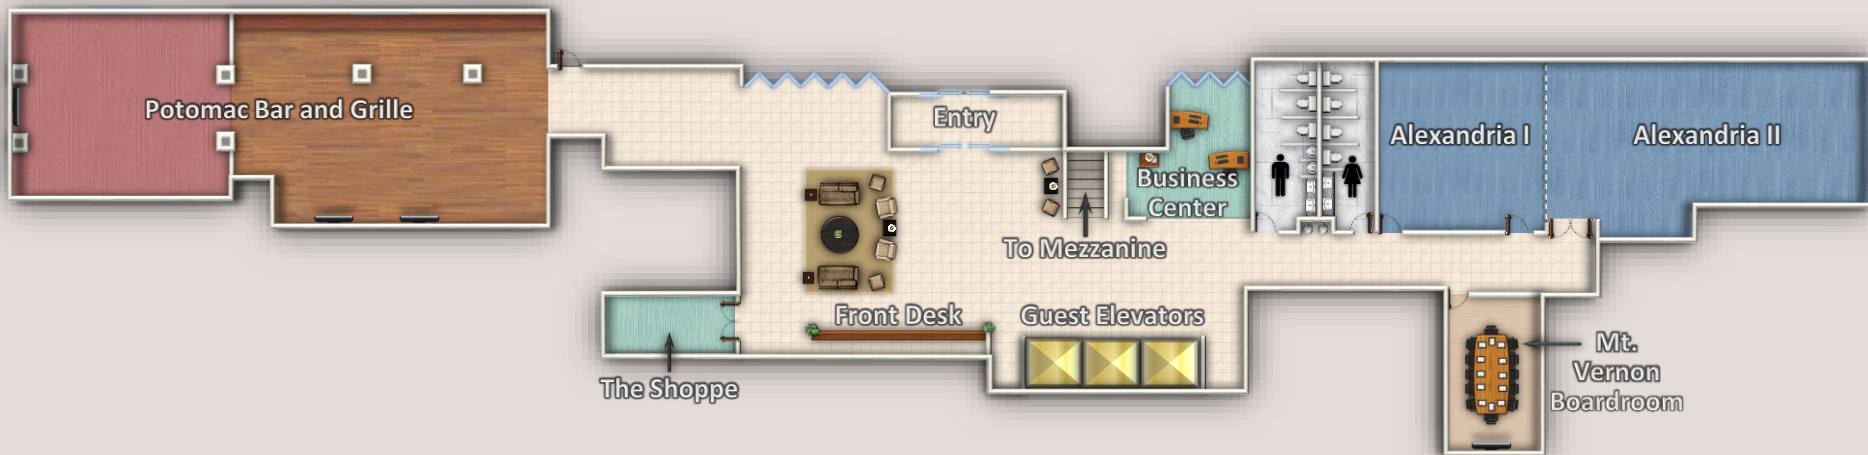 Potomac Bar and Grille
Entry
Alexandria I
Alexandria II
Business
Center
To Mezzanine
Front Desk
Guest Elevators
The Shoppe
Mt.
Vernon
Boardroom